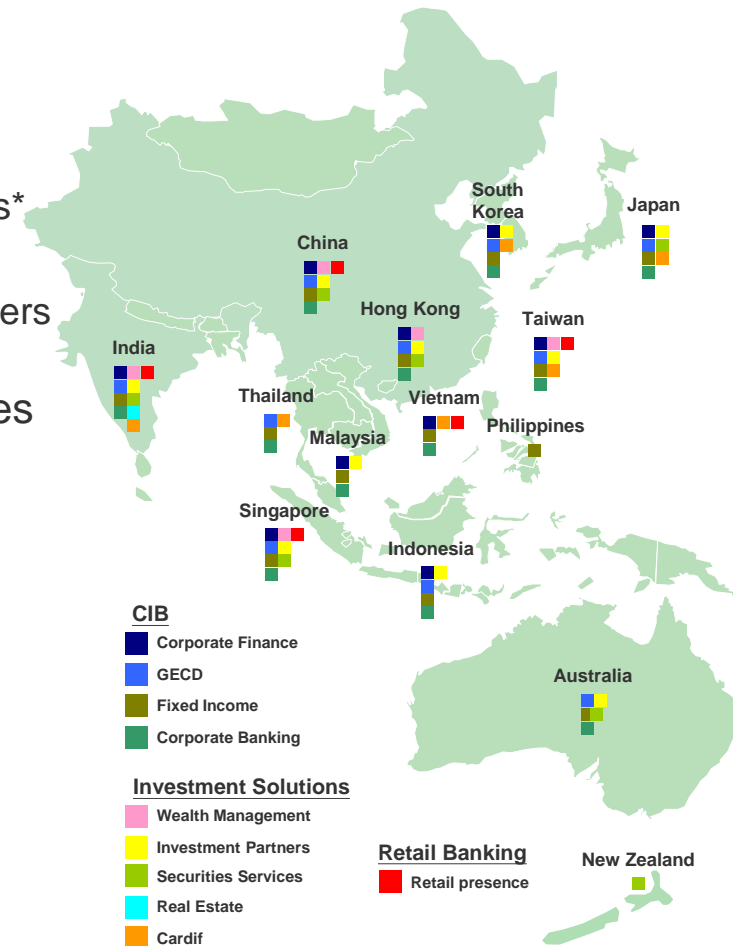 s*
ers
es
South
Korea
Japan
China
Hong Kong
Taiwan
India
Thailand
Vietnam
Philippines
Malaysia
Singapore
Indonesia
CIB
Corporate Finance
GECD
Fixed Income
Corporate Banking
Australia
Investment Solutions
Wealth Management
Investment Partners
Securities Services
Real Estate
Cardif
Retail Banking
Retail presence
New Zealand